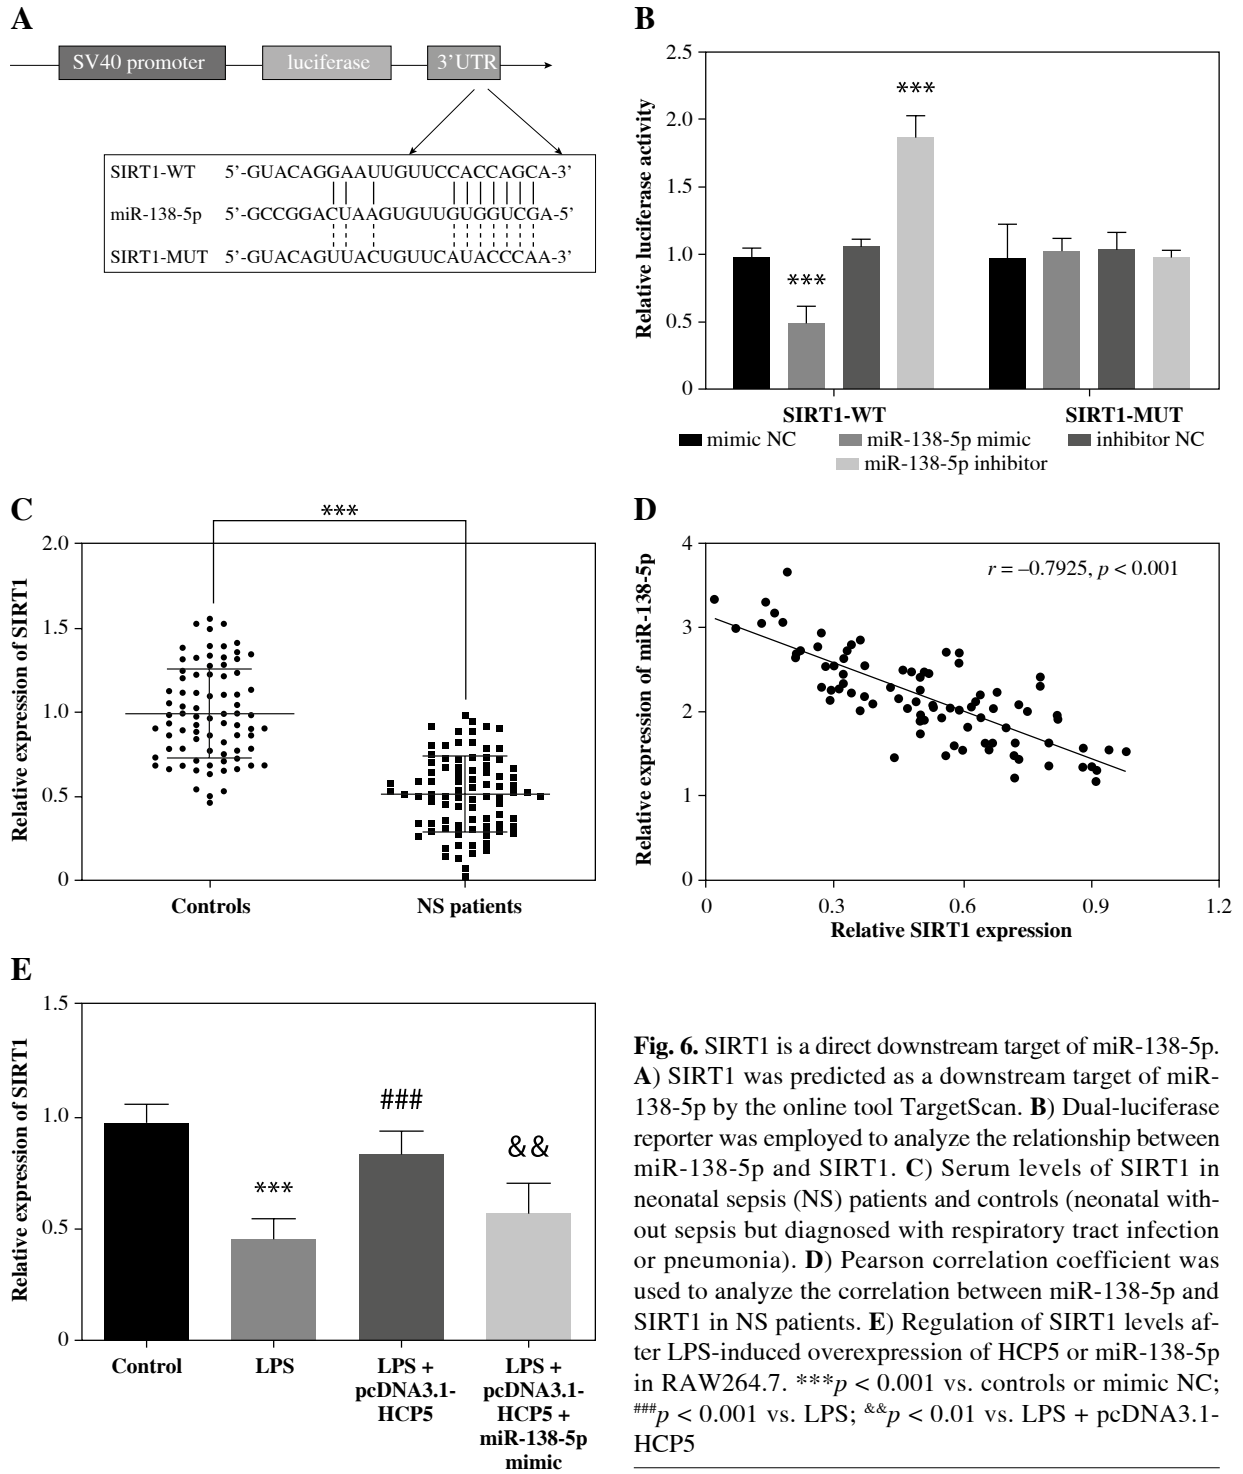 A
SV40 promoter luciferase 3’UTR
SIRT1-WT 5’-GUACAGGAAUUGUUCCACCAGCA-3’
miR-138-5p 5’-GCCGGACUAAGUGUUGUGGUCGA-5’
SIRT1-MUT 5’-GUACAGUUACUGUUCAUACCCAA-3’
B
Relative luciferase activity
2.5
2.0
1.5
1.0
0.5
0
***
***
SIRT1-WT SIRT1-MUT
mimic NC miR-138-5p mimic inhibitor NC
miR-138-5p inhibitor
C
Relative expression of SIRT1
2.0
1.5
1.0
0.5
0
***
Controls NS patients
D
Relative expression of miR-138-5p
4
3
2
1
0
r = –0.7925, p < 0.001
0 0.3 0.6 0.9 1.2
Relative SIRT1 expression
E
Relative expression of SIRT1
1.5
1.0
0.5
0
***
###
&&
Control
LPS
LPS +
pcDNA3.1-
HCP5
LPS +
pcDNA3.1-
HCP5 +
miR-138-5p
mimic
Fig. 6. SIRT1 is a direct downstream target of miR-138-5p.
A) SIRT1 was predicted as a downstream target of miR-
138-5p by the online tool TargetScan. B) Dual-luciferase
reporter was employed to analyze the relationship between
miR-138-5p and SIRT1. C) Serum levels of SIRT1 in
neonatal sepsis (NS) patients and controls (neonatal with-
out sepsis but diagnosed with respiratory tract infection
or pneumonia). D) Pearson correlation coefficient was
used to analyze the correlation between miR-138-5p and
SIRT1 in NS patients. E) Regulation of SIRT1 levels af-
ter LPS-induced overexpression of HCP5 or miR-138-5p
in RAW264.7. ***p < 0.001 vs. controls or mimic NC;
###p < 0.001 vs. LPS; &&p < 0.01 vs. LPS + pcDNA3.1-
HCP5